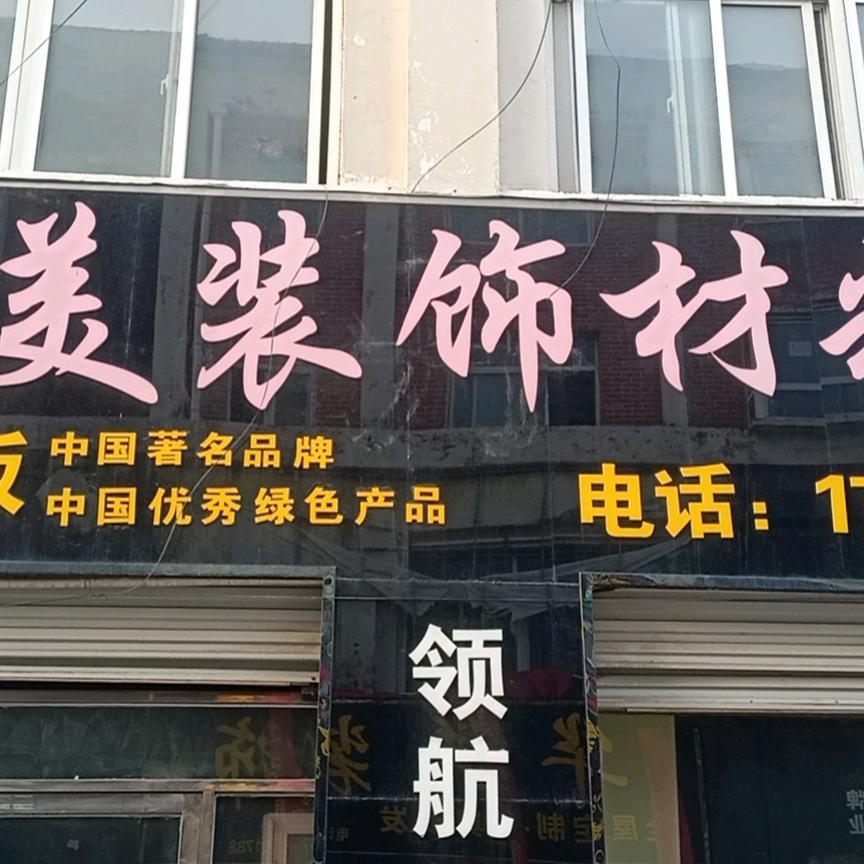 美装饰材
中国著名品牌
中国优秀绿色产品
电话：17
领航